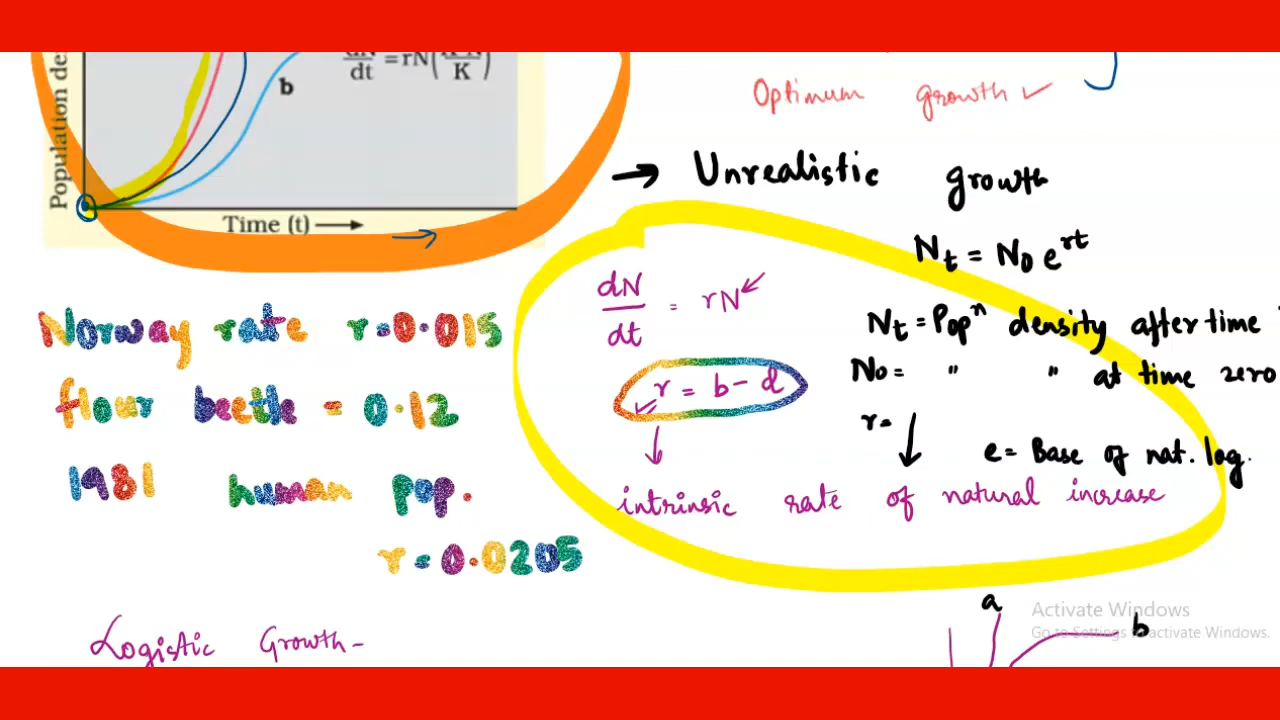 Population de
dN/dt = rN(K-N/K)
b
Time (t)
Optimum growth ✓
→ Unrealistic growth
Nt = N0 e^rt
dN/dt = rN
r = b - d
Nt = Pop^n density after time
N0 = " " at time zero
r =
e = Base of nat. log.
intrinsic rate of natural increase
Norway rate r=0.015
flour beetle = 0.12
1981 human pop.
r=0.0205
Logistic Growth-
a
b
Activate Windows
Go to Settings to activate Windows.